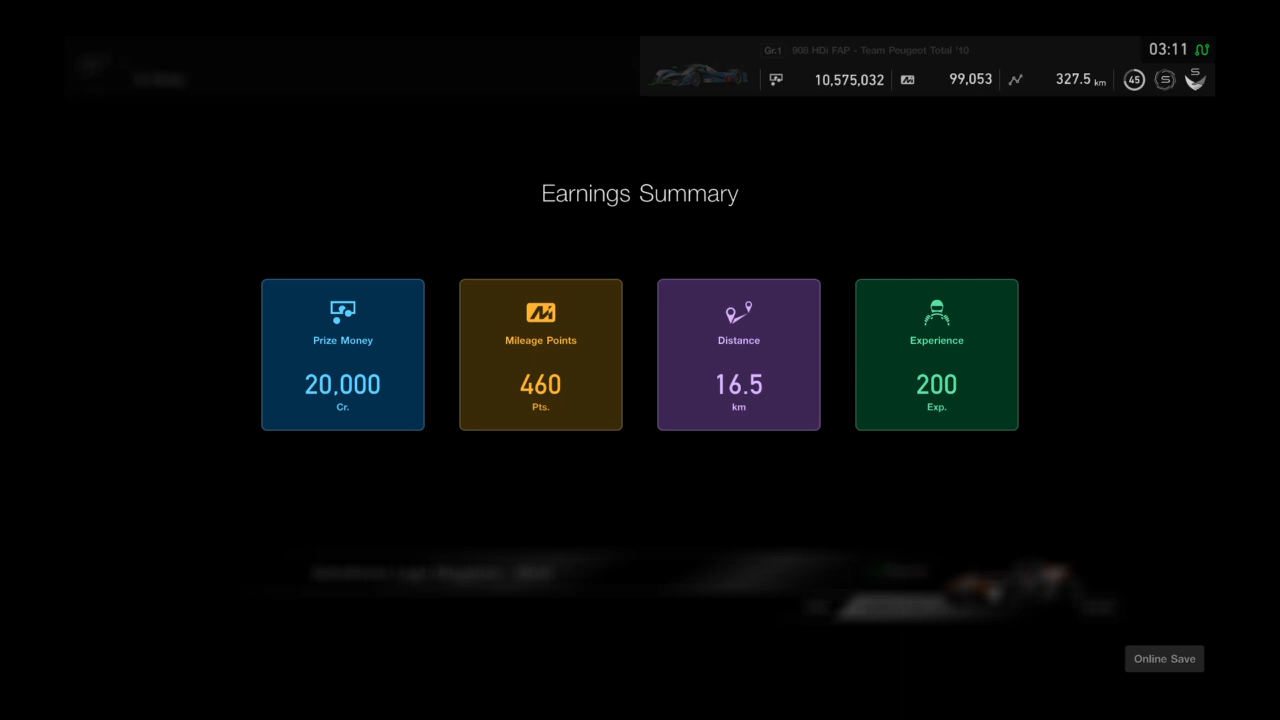 Gr.1 908 HDi FAP - Team Peugeot Total '10
03:11
10,575,032
99,053
327.5 km
45 S S
Earnings Summary
Prize Money
20,000
Cr.
Mileage Points
460
Pts.
Distance
16.5
km
Experience
200
Exp.
Online Save